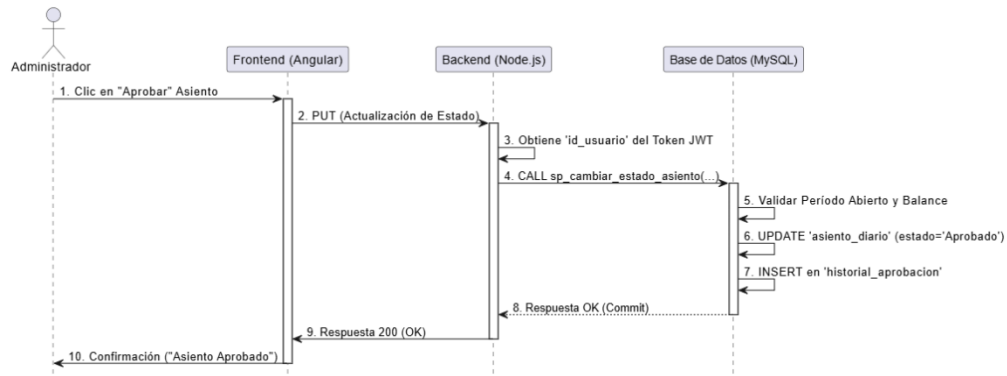 Administrador
Frontend (Angular)
Backend (Node.js)
Base de Datos (MySQL)
1. Clic en "Aprobar" Asiento
2. PUT (Actualización de Estado)
3. Obtiene 'id_usuario' del Token JWT
4. CALL sp_cambiar_estado_asiento(...)
5. Validar Período Abierto y Balance
6. UPDATE 'asiento_diario' (estado='Aprobado')
7. INSERT en 'historial_aprobacion'
8. Respuesta OK (Commit)
9. Respuesta 200 (OK)
10. Confirmación ("Asiento Aprobado")